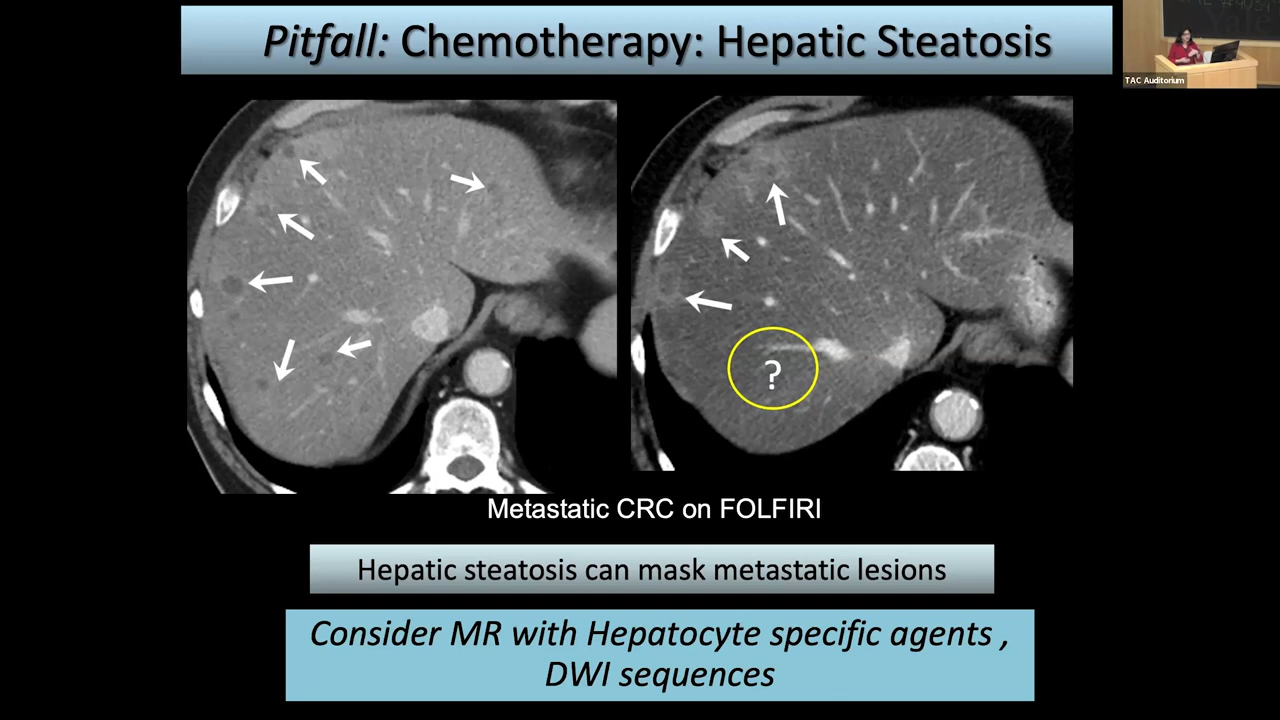 Pitfall: Chemotherapy: Hepatic Steatosis
TAC Auditorium
?
Metastatic CRC on FOLFIRI
Hepatic steatosis can mask metastatic lesions
Consider MR with Hepatocyte specific agents ,
DWI sequences